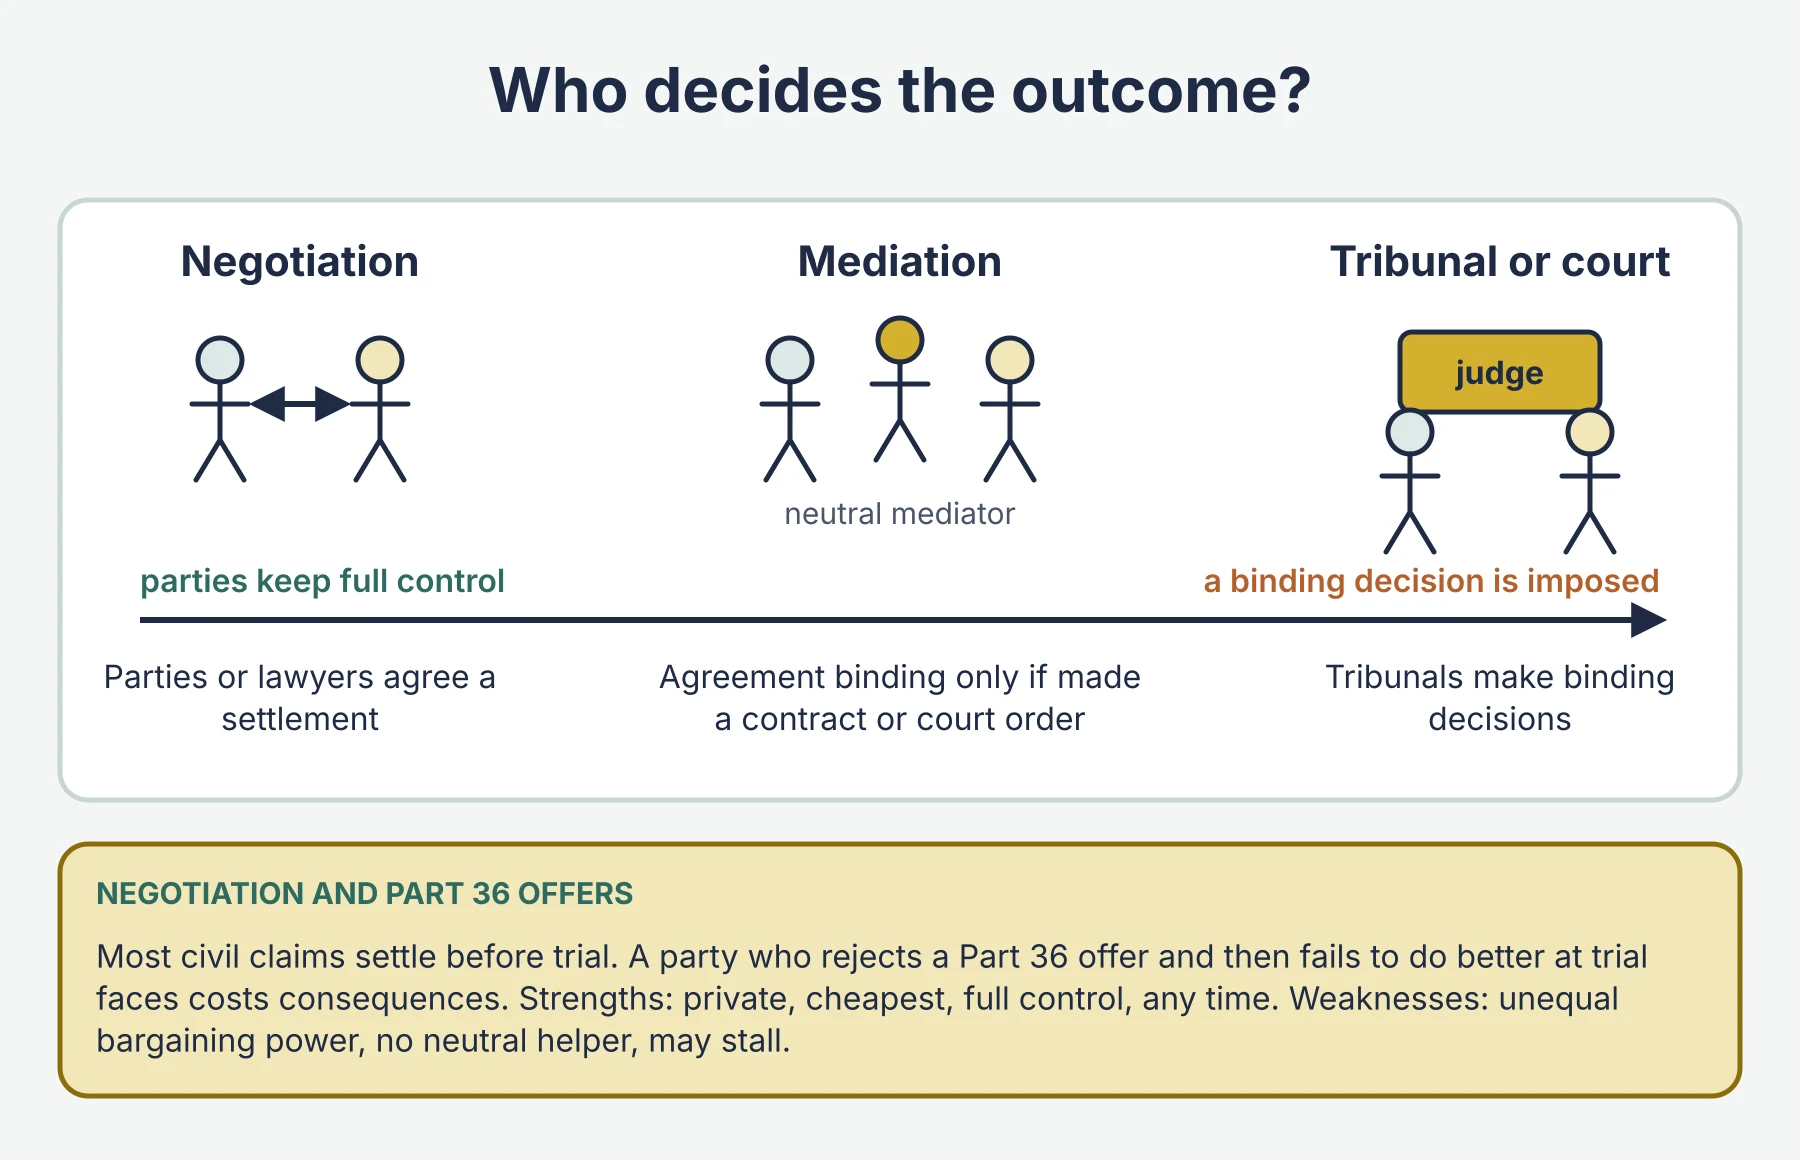 Who decides the outcome?
Negotiation
Mediation
Tribunal or court
judge
neutral mediator
parties keep full control
a binding decision is imposed
Parties or lawyers agree a
settlement
Agreement binding only if made
a contract or court order
Tribunals make binding
decisions
NEGOTIATION AND PART 36 OFFERS
Most civil claims settle before trial. A party who rejects a Part 36 offer and then fails to do better at trial
faces costs consequences. Strengths: private, cheapest, full control, any time. Weaknesses: unequal
bargaining power, no neutral helper, may stall.